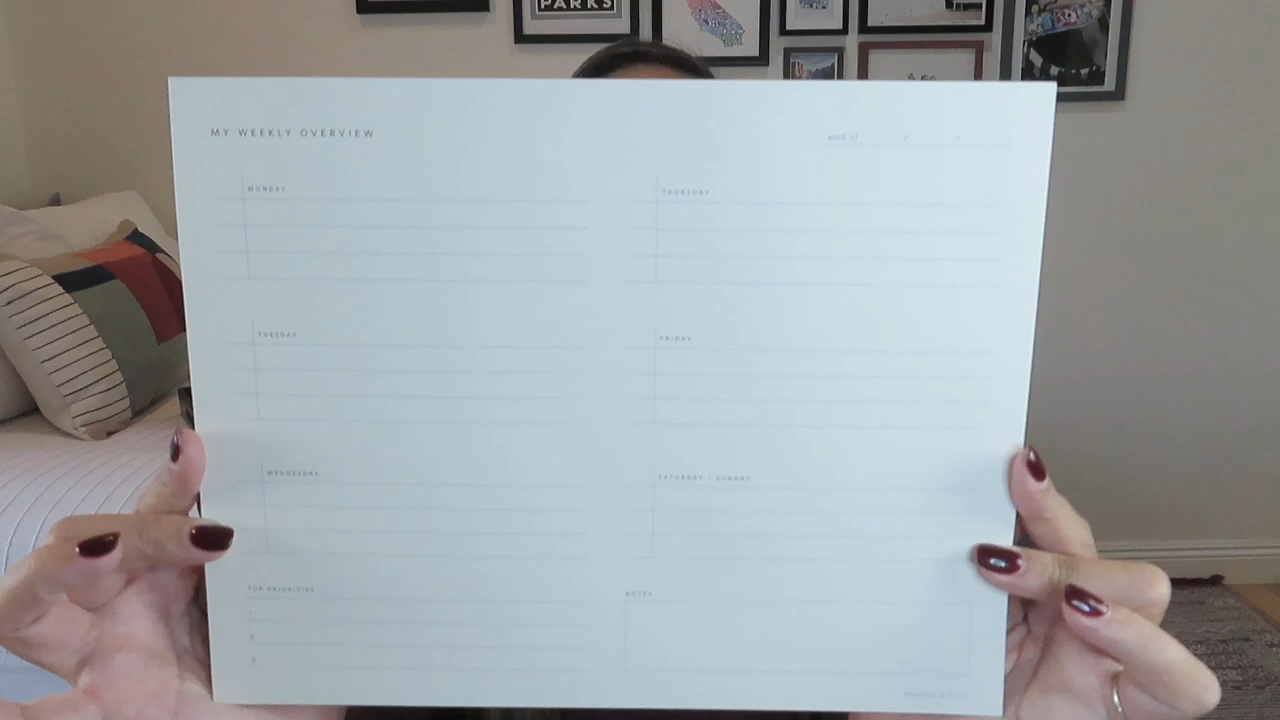 PARKS
MY WEEKLY OVERVIEW
week of / /
MONDAY
THURSDAY
TUESDAY
FRIDAY
WEDNESDAY
SATURDAY / SUNDAY
TOP PRIORITIES
1
2
3
NOTES